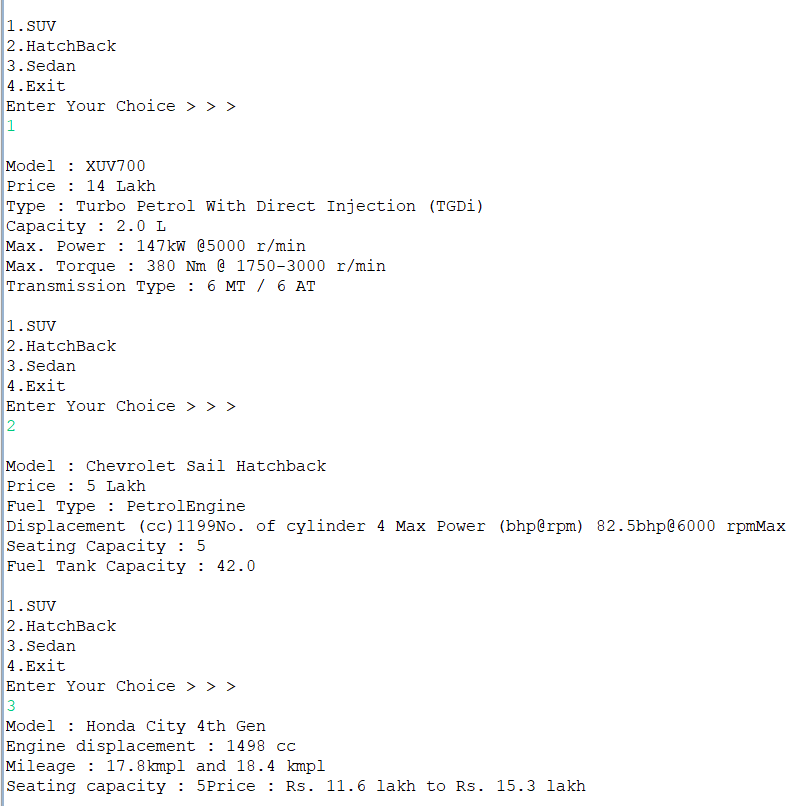 1.SUV
2.HatchBack
3.Sedan
4.Exit
Enter Your Choice > > >
1
Model : XUV700
Price : 14 Lakh
Type : Turbo Petrol With Direct Injection (TGDi)
Capacity : 2.0 L
Max. Power : 147kW @5000 r/min
Max. Torque : 380 Nm @ 1750-3000 r/min
Transmission Type : 6 MT / 6 AT
1.SUV
2.HatchBack
3.Sedan
4.Exit
Enter Your Choice > > >
2
Model : Chevrolet Sail Hatchback
Price : 5 Lakh
Fuel Type : PetrolEngine
Displacement (cc)1199No. of cylinder 4 Max Power (bhp@rpm) 82.5bhp@6000 rpmMax
Seating Capacity : 5
Fuel Tank Capacity : 42.0
1.SUV
2.HatchBack
3.Sedan
4.Exit
Enter Your Choice > > >
3
Model : Honda City 4th Gen
Engine displacement : 1498 cc
Mileage : 17.8kmpl and 18.4 kmpl
Seating capacity : 5Price : Rs. 11.6 lakh to Rs. 15.3 lakh